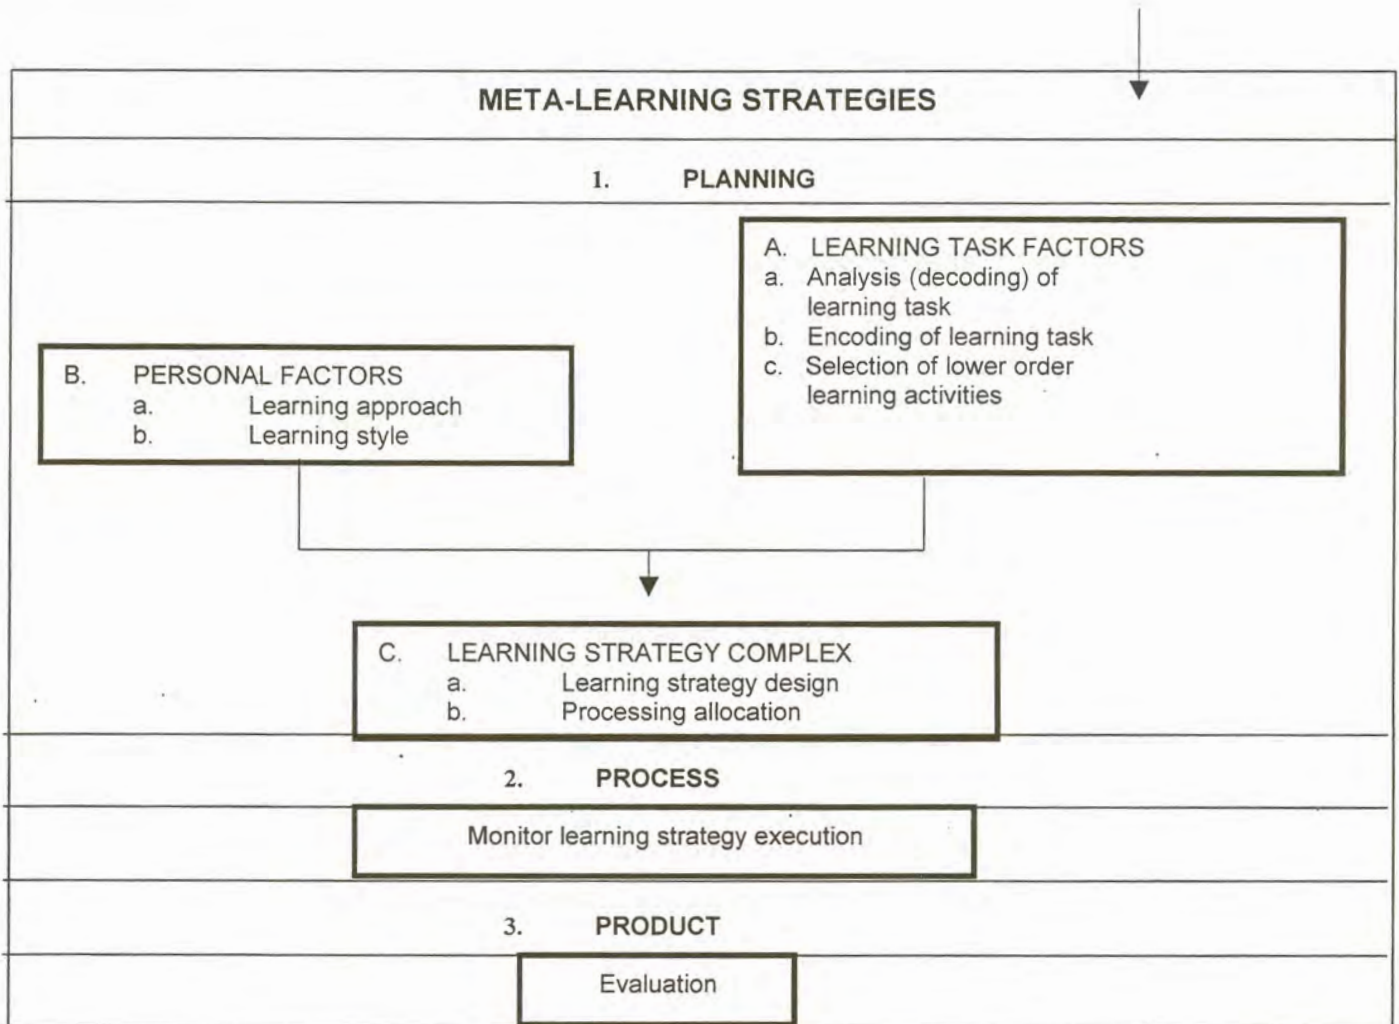 META-LEARNING STRATEGIES
1. PLANNING
A. LEARNING TASK FACTORS
a. Analysis (decoding) of
learning task
b. Encoding of learning task
c. Selection of lower order
learning activities
B. PERSONAL FACTORS
a. Learning approach
b. Learning style
C. LEARNING STRATEGY COMPLEX
a. Learning strategy design
b. Processing allocation
2. PROCESS
Monitor learning strategy execution
3. PRODUCT
Evaluation